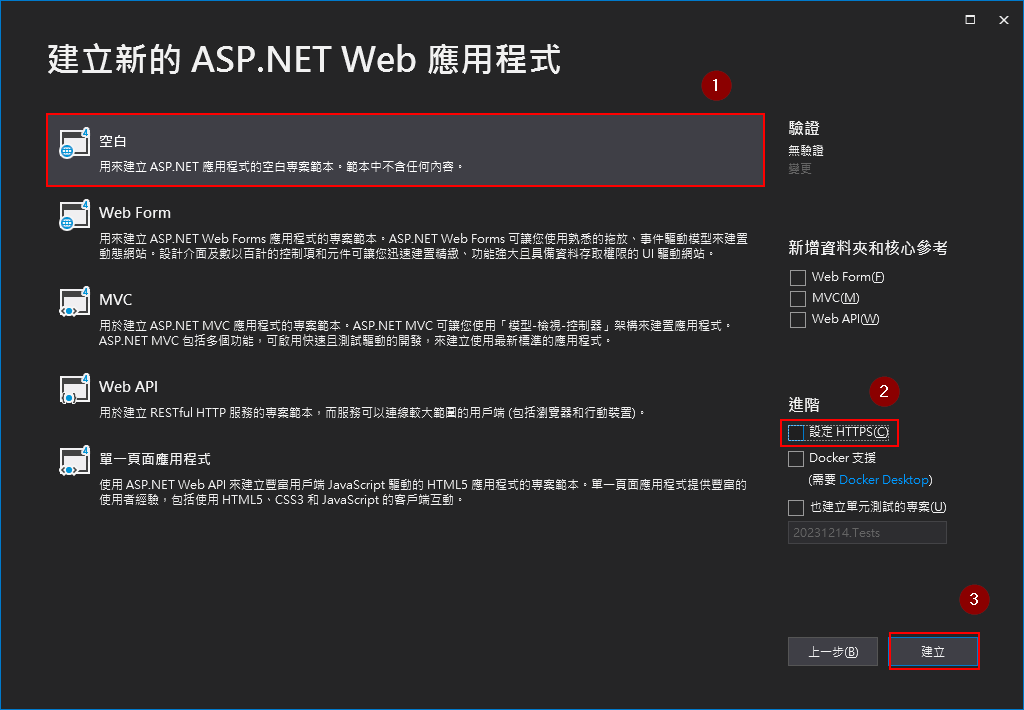 建立新的 ASP.NET Web 應用程式
1
空白
用來建立 ASP.NET 應用程式的空白專案範本。範本中不含任何內容。
Web Form
用來建立 ASP.NET Web Forms 應用程式的專案範本。ASP.NET Web Forms 可讓您使用熟悉的拖放、事件驅動模型來建置
動態網站。設計介面及數以百計的控制項和元件可讓您迅速建置精緻、功能強大且具備資料存取權限的 UI 驅動網站。
MVC
用於建立 ASP.NET MVC 應用程式的專案範本。ASP.NET MVC 可讓您使用「模型-檢視-控制器」架構來建置應用程式。
ASP.NET MVC 包括多個功能，可啟用快速且測試驅動的開發，來建立使用最新標準的應用程式。
Web API
用於建立 RESTful HTTP 服務的專案範本，而服務可以連線較大範圍的用戶端 (包括瀏覽器和行動裝置)。
單一頁面應用程式
使用 ASP.NET Web API 來建立豐富用戶端 JavaScript 驅動的 HTML5 應用程式的專案範本。單一頁面應用程式提供豐富的
使用者經驗，包括使用 HTML5、CSS3 和 JavaScript 的客戶端互動。
驗證
無驗證
變更
新增資料夾和核心參考
Web Form(F)
MVC(M)
Web API(W)
進階
2
設定 HTTPS(C)
Docker 支援
(需要 Docker Desktop)
也建立單元測試的專案(U)
20231214.Tests
3
上一步(B)
建立